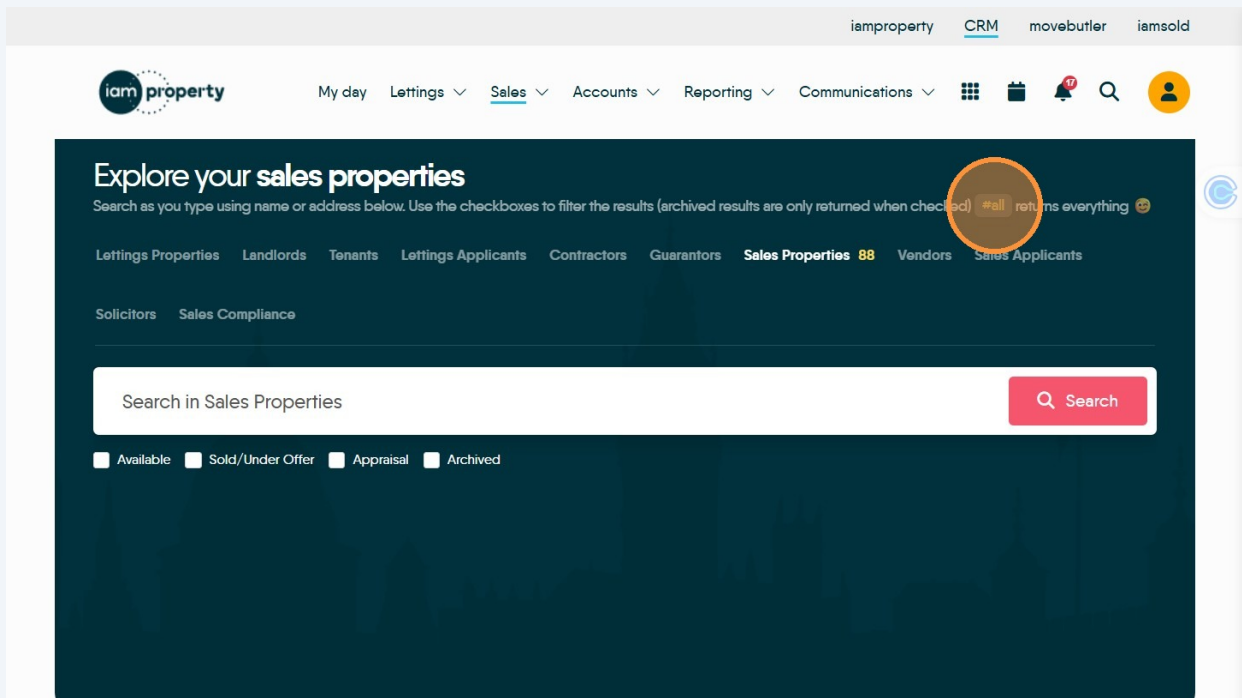 iamproperty CRM movebutler iamsold
iam property My day Lettings Sales Accounts Reporting Communications 17
Explore your sales properties
Search as you type using name or address below. Use the checkboxes to filter the results (archived results are only returned when checked) #all returns everything
Lettings Properties Landlords Tenants Lettings Applicants Contractors Guarantors Sales Properties 88 Vendors Sales Applicants
Solicitors Sales Compliance
Search in Sales Properties Search
Available Sold/Under Offer Appraisal Archived